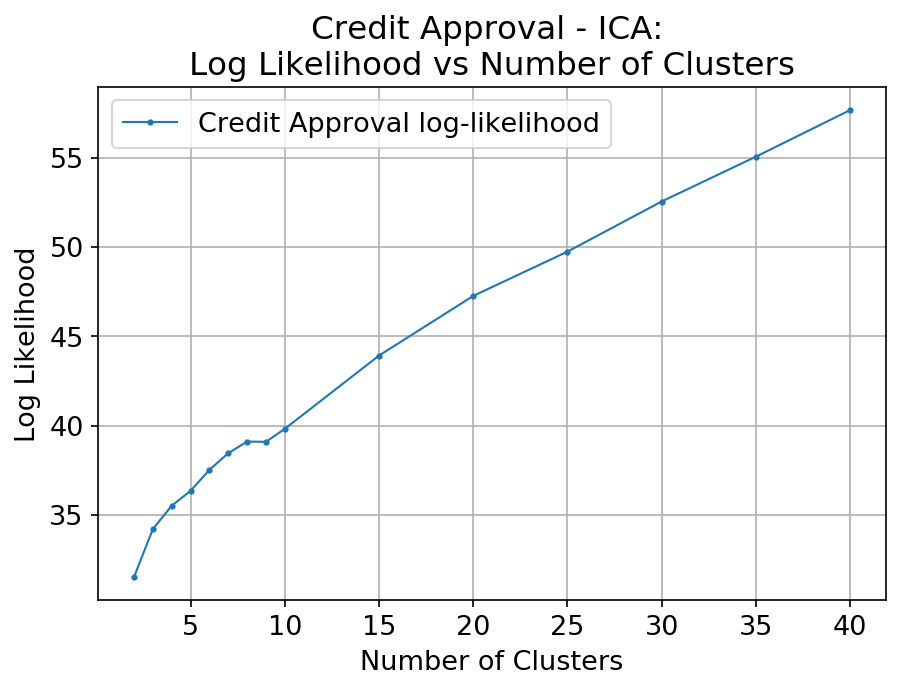 Credit Approval - ICA:
Log Likelihood vs Number of Clusters
Credit Approval log-likelihood
55
50
45
40
35
Log Likelihood
5 10 15 20 25 30 35 40
Number of Clusters